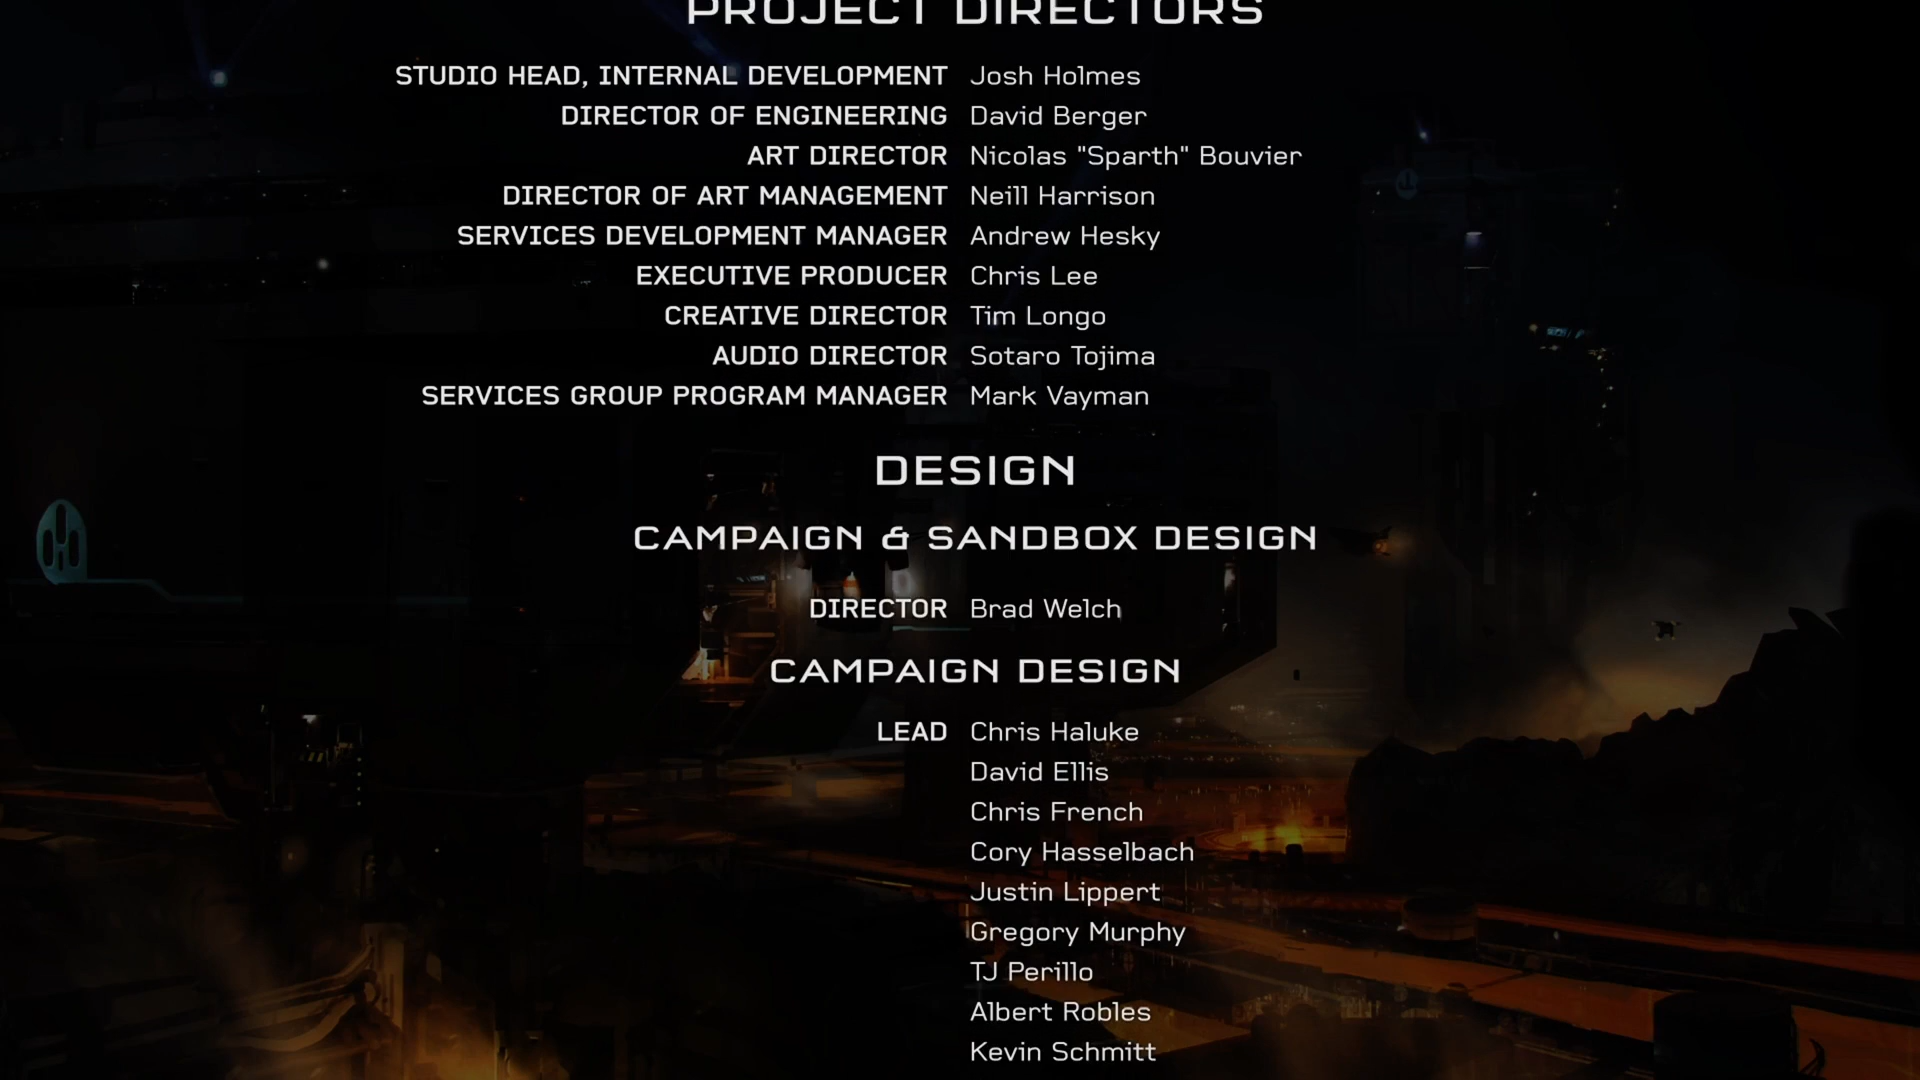 PROJECT DIRECTORS
STUDIO HEAD, INTERNAL DEVELOPMENT Josh Holmes
DIRECTOR OF ENGINEERING David Berger
ART DIRECTOR Nicolas "Sparth" Bouvier
DIRECTOR OF ART MANAGEMENT Neill Harrison
SERVICES DEVELOPMENT MANAGER Andrew Hesky
EXECUTIVE PRODUCER Chris Lee
CREATIVE DIRECTOR Tim Longo
AUDIO DIRECTOR Sotaro Tojima
SERVICES GROUP PROGRAM MANAGER Mark Vayman
DESIGN
CAMPAIGN & SANDBOX DESIGN
DIRECTOR Brad Welch
CAMPAIGN DESIGN
LEAD Chris Haluke
David Ellis
Chris French
Cory Hasselbach
Justin Lippert
Gregory Murphy
TJ Perillo
Albert Robles
Kevin Schmitt